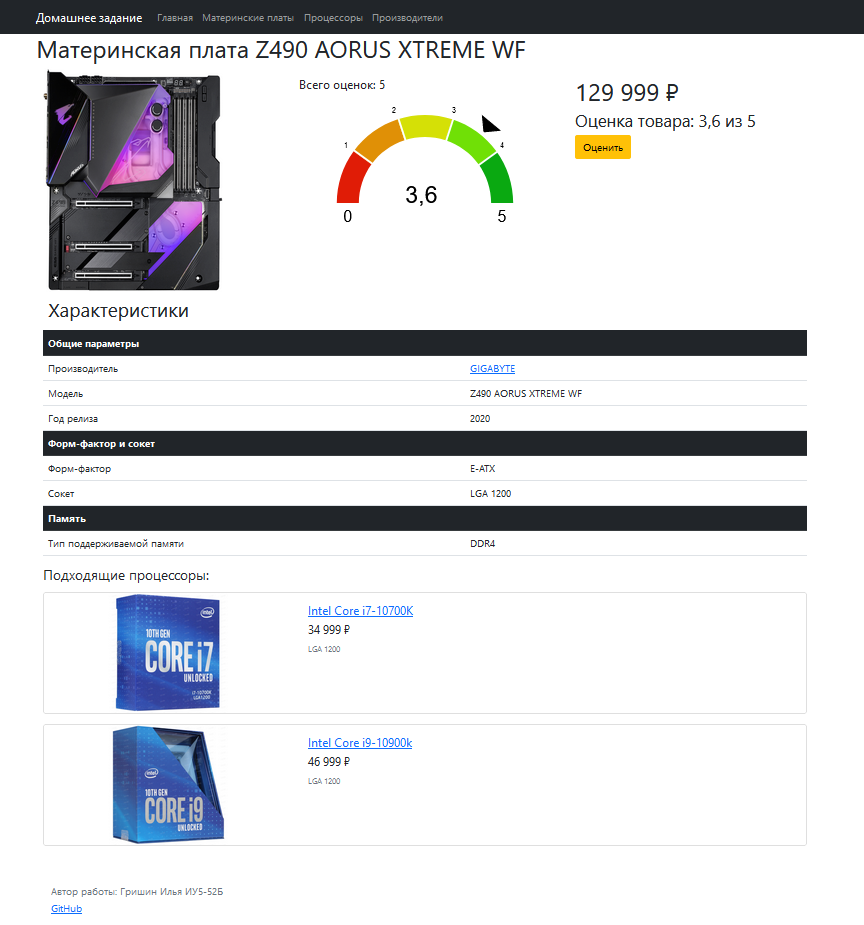 Домашнее задание Главная Материнские платы Процессоры Производители
Материнская плата Z490 AORUS XTREME WF
Всего оценок: 5
0
1
2
3
4
5
3,6
129 999 ₽
Оценка товара: 3,6 из 5
Оценить
Характеристики
Общие параметры
Производитель GIGABYTE
Модель Z490 AORUS XTREME WF
Год релиза 2020
Форм-фактор и сокет
Форм-фактор E-ATX
Сокет LGA 1200
Память
Тип поддерживаемой памяти DDR4
Подходящие процессоры:
intel
10TH GEN
CORE i7
UNLOCKED
i7-10700K
LGA1200
Intel Core i7-10700K
34 999 ₽
LGA 1200
intel
10TH GEN
CORE i9
UNLOCKED
Intel Core i9-10900k
46 999 ₽
LGA 1200
Автор работы: Гришин Илья ИУ5-52Б
GitHub